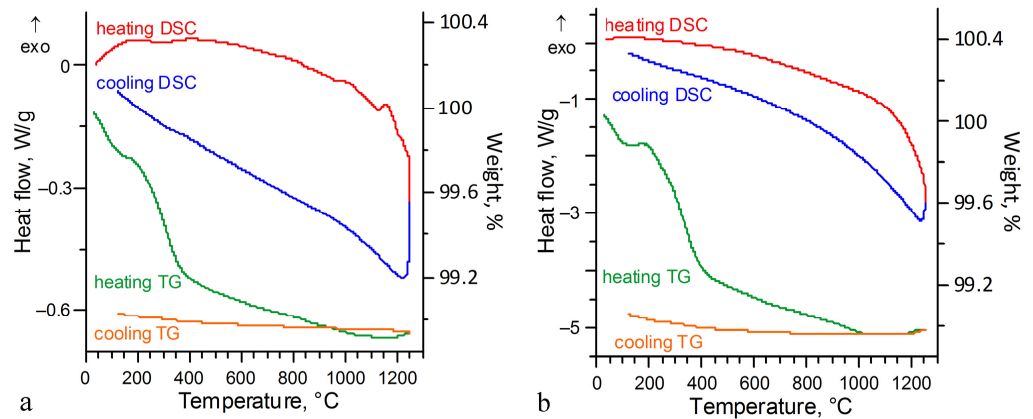 ↑
exo
heating DSC
cooling DSC
heating TG
cooling TG
0
–0.3
–0.6
Heat flow, W/g
100.4
100
99.6
99.2
Weight, %
0 200 400 600 800 1000 1200
Temperature, °C
a
↑
exo
heating DSC
cooling DSC
heating TG
cooling TG
–1
–3
–5
Heat flow, W/g
100.4
100
99.6
99.2
Weight, %
0 200 400 600 800 1000 1200
Temperature, °C
b